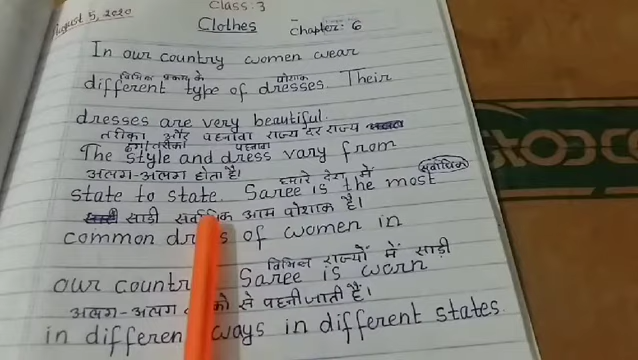 August 5, 2020
Class:3
Clothes
Chapter: 6
In our country women wear
विभिन्न प्रकार के पोशाक
different type of dresses. Their
dresses are very beautiful.
तरीका और पहनावा राज्य दर राज्य
ढंग/तरीका पहनावा
The style and dress vary from
अलग-अलग होता है।
हमारे देश में सर्वाधिक
state to state. Saree is the most
साड़ी सर्वाधिक आम पोशाक है।
common of women in
विभिन्न राज्यों में साड़ी
our Saree is worn
अलग-अलग से पहनी जाती है।
in ways in different states.